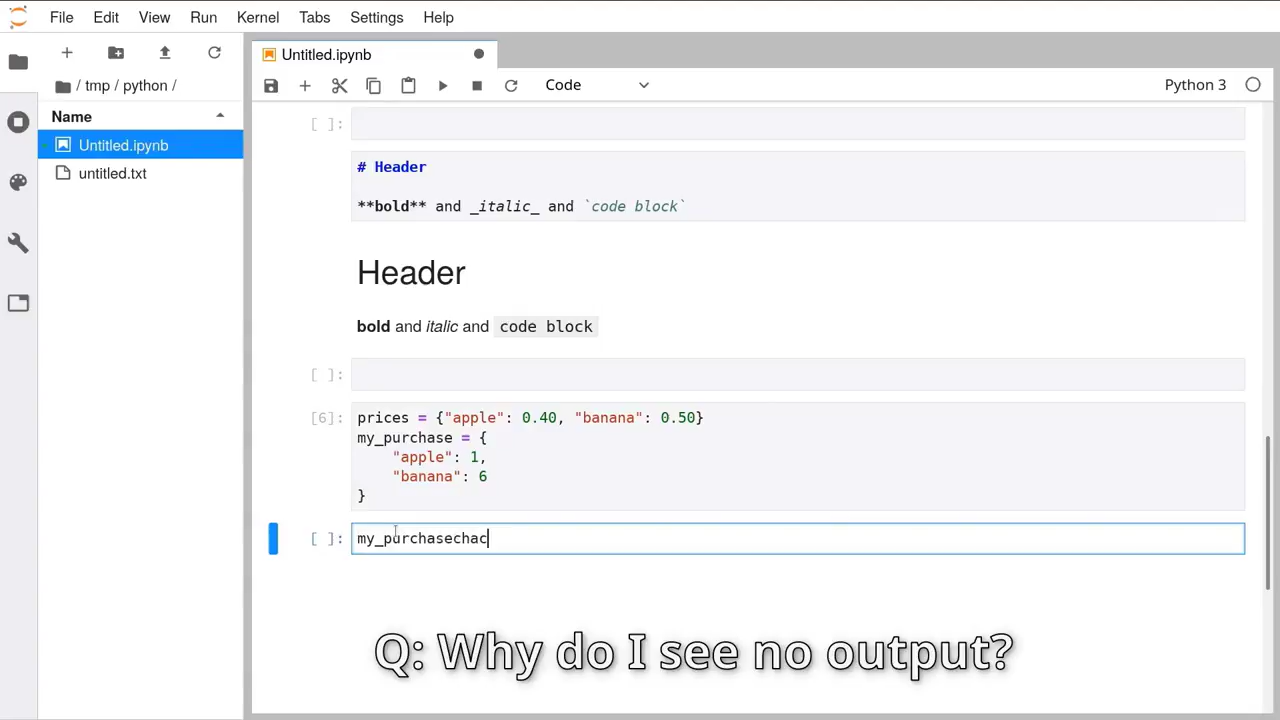 File Edit View Run Kernel Tabs Settings Help
/ tmp / python /
Name
Untitled.ipynb
untitled.txt
Untitled.ipynb
Code
Python 3
[ ]:
# Header
**bold** and _italic_ and `code block`
Header
bold and italic and code block
[ ]:
[6]: prices = {"apple": 0.40, "banana": 0.50}
my_purchase = {
"apple": 1,
"banana": 6
}
[ ]: my_purchasechac
Q: Why do I see no output?